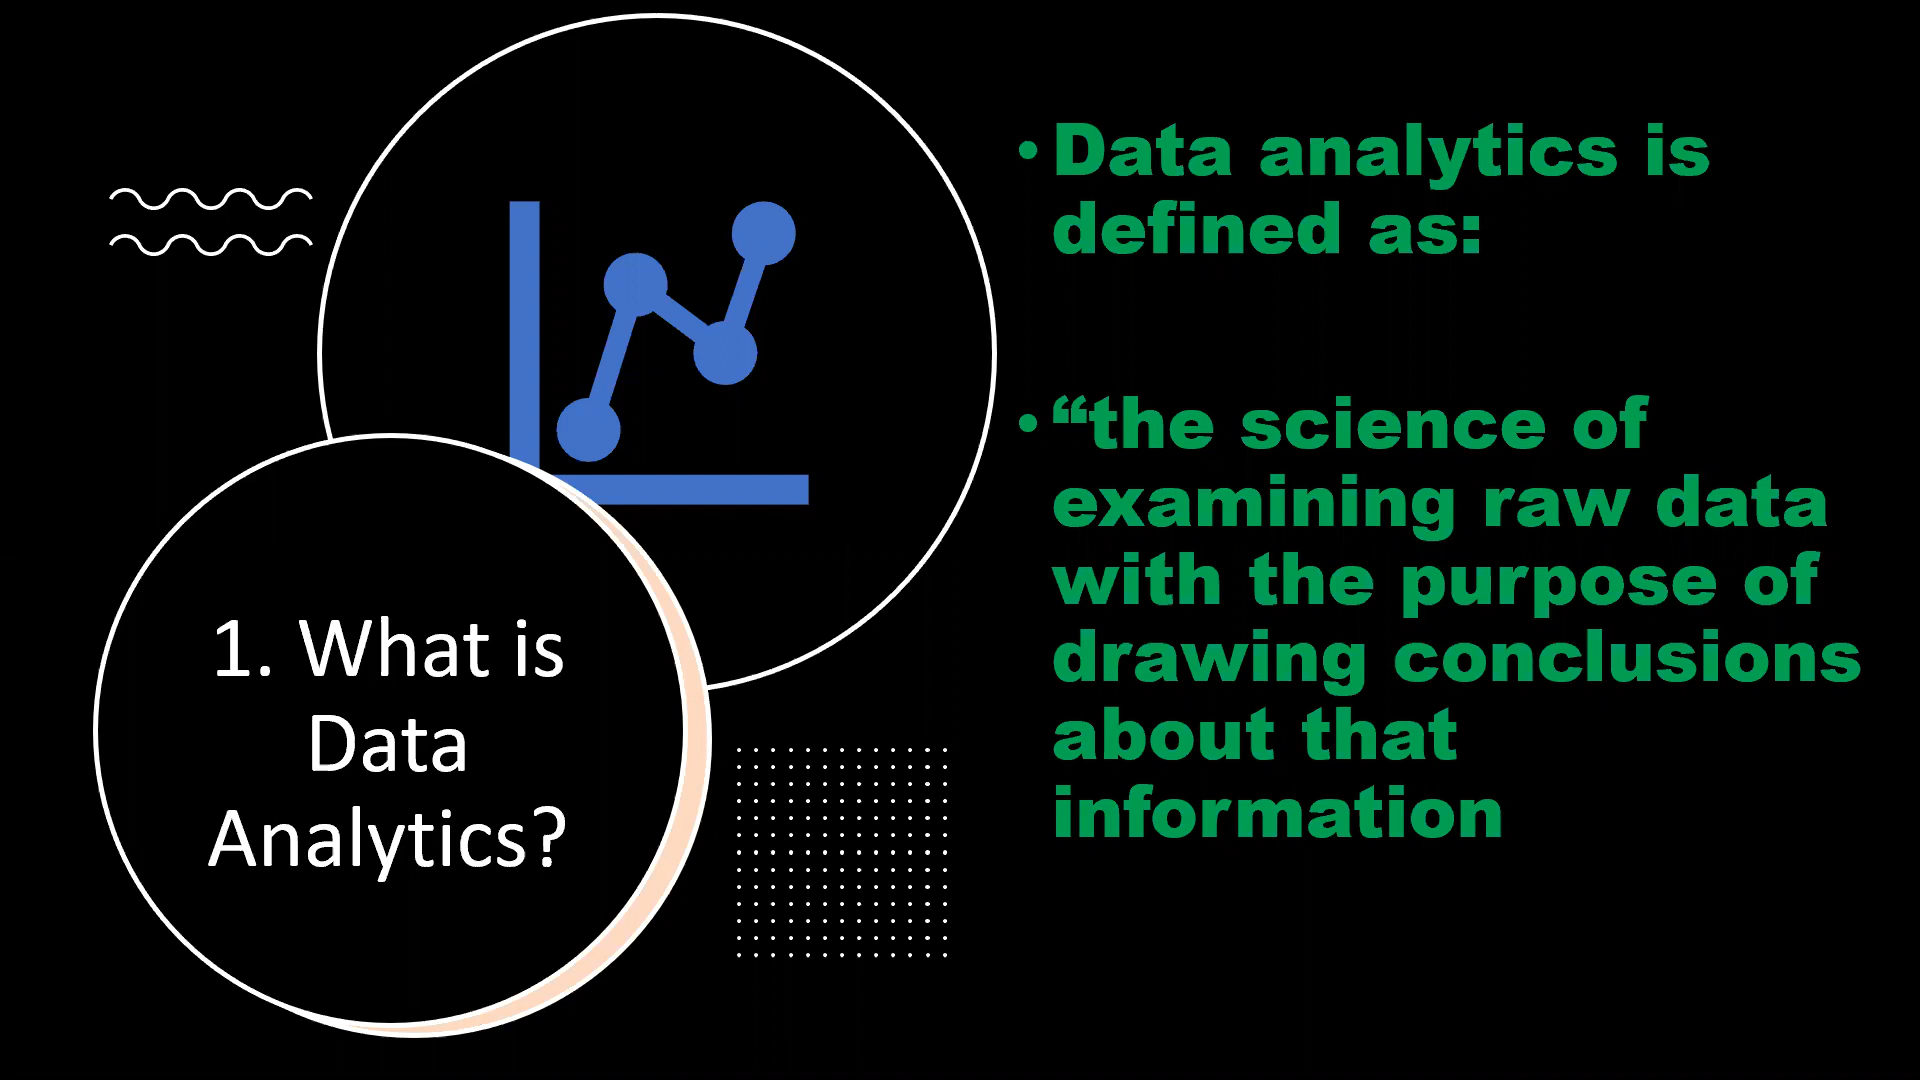 1. What is
Data
Analytics?
• Data analytics is
defined as:
• “the science of
examining raw data
with the purpose of
drawing conclusions
about that
information